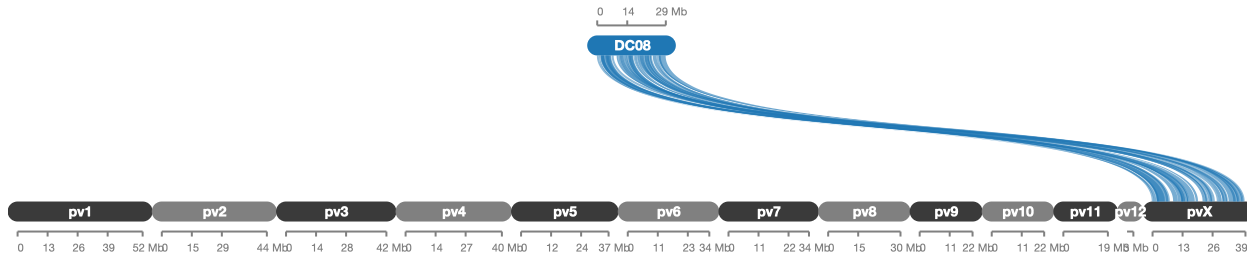 0 14 29 Mb
DC08
pv1 pv2 pv3 pv4 pv5 pv6 pv7 pv8 pv9 pv10 pv11 pv12 pvX
0 13 26 39 52 Mb 0 15 29 44 Mb 0 14 28 42 Mb 0 14 27 40 Mb 0 12 24 37 Mb 0 11 23 34 Mb 0 11 22 34 Mb 0 15 30 Mb 0 11 22 Mb 0 11 22 Mb 0 19 Mb 3 Mb 0 13 26 39